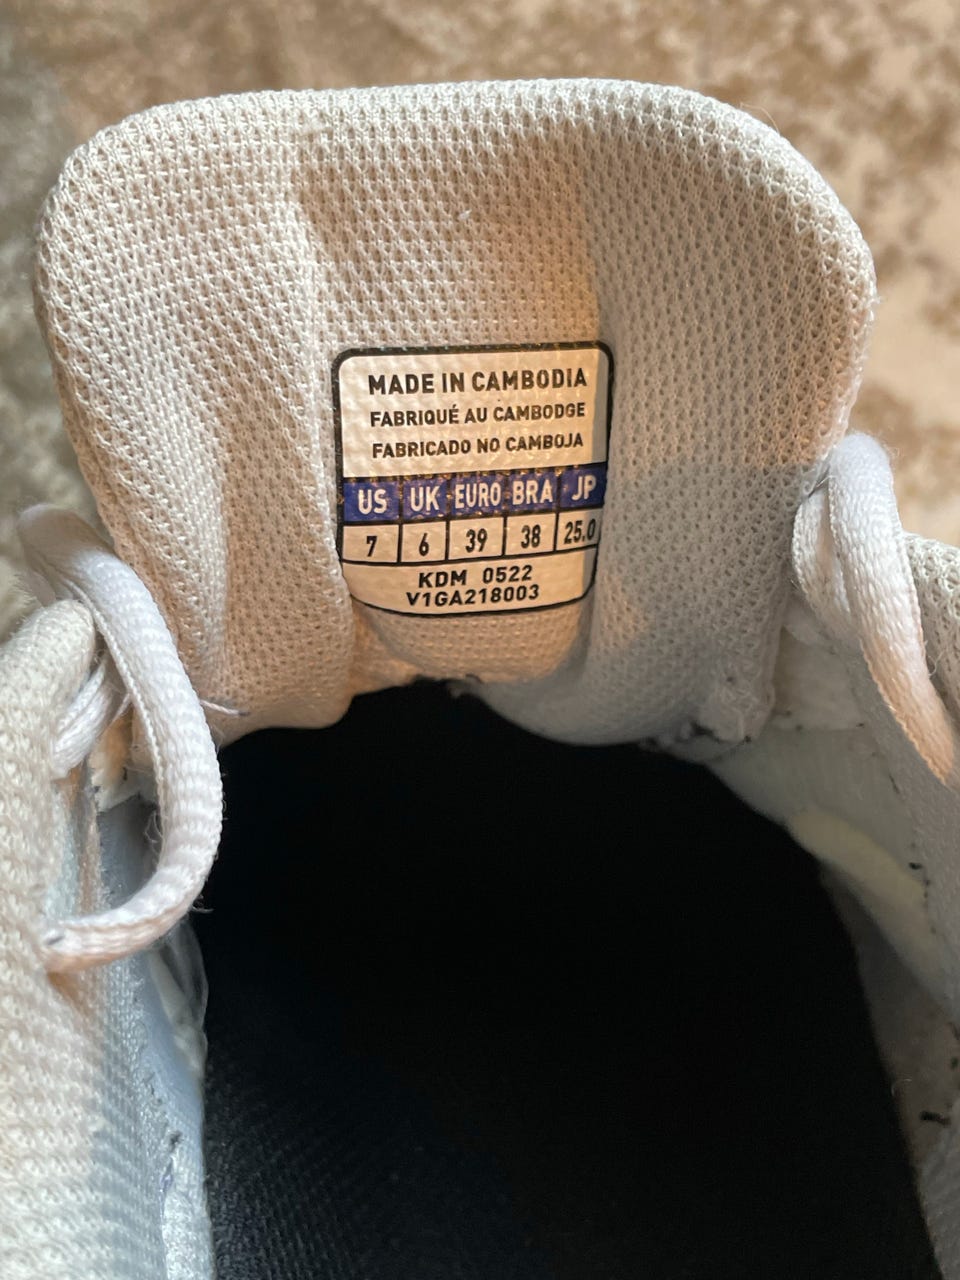 MADE IN CAMBODIA
FABRIQUÉ AU CAMBODGE
FABRICADO NO CAMBOJA
US UK EURO BRA JP
7 6 39 38 25.0
KDM 0522
V1GA218003